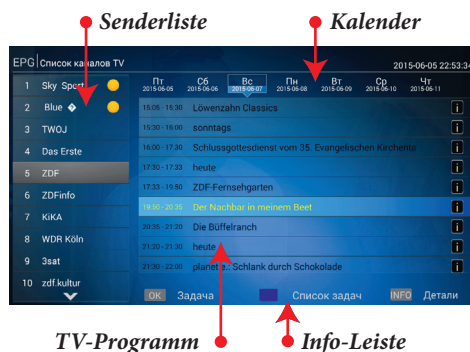 Senderliste
Kalender
EPG Список каналов TV
2015-06-05 22:53:34
Пт Сб Вс Пн Вт Ср Чт
2015-06-05 2015-06-06 2015-06-07 2015-06-08 2015-06-09 2015-06-10 2015-06-11
1 Sky Sport
2 Blue
3 TWOJ
4 Das Erste
5 ZDF
6 ZDFinfo
7 KiKA
8 WDR Köln
9 3sat
10 zdf.kultur
15:05 - 15:30 Löwenzahn Classics
15:30 - 16:00 sonntags
16:00 - 17:30 Schlussgottesdienst vom 35. Evangelischen Kirchenta
17:30 - 17:33 heute
17:33 - 19:50 ZDF-Fernsehgarten
19:50 - 20:35 Der Nachbar in meinem Beet
20:35 - 21:20 Die Büffelranch
21:20 - 21:30 heute
21:30 - 22:00 planet e.: Schlank durch Schokolade
OK Задача Список задач INFO Детали
TV-Programm
Info-Leiste